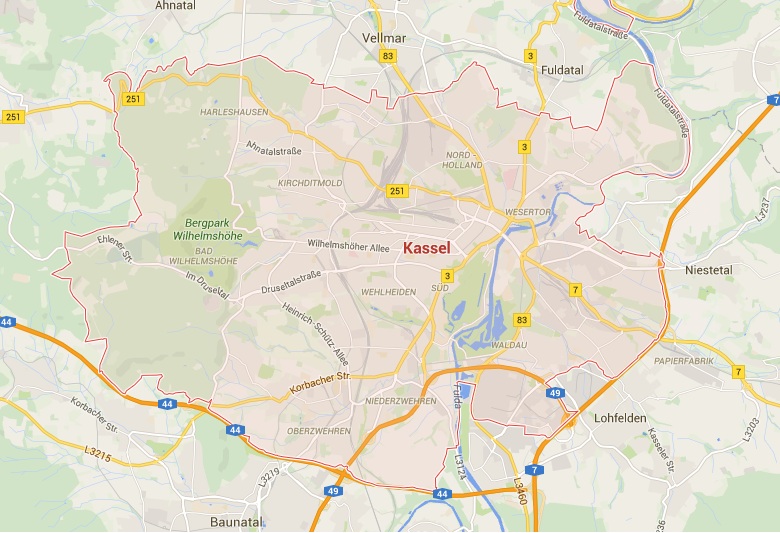 Ahnatal
Vellmar
Fuldatalstraße
83
3
Fuldatal
251
251
7
HARLESHAUSEN
Fuldatalstraße
Ahnatalstraße
3
NORD -
HOLLAND
KIRCHDITMOLD
251
L3237
WESERTOR
Bergpark
Wilhelmshöhe
Ehlener Str.
BAD
WILHELMSHÖHE
Wilhelmshöher Allee
Kassel
Im Druseltal
Druseltalstraße
3
Niestetal
WEHLHEIDEN
SÜD
7
44
Heinrich-Schütz-Allee
83
WALDAU
PAPIERFABRIK
7
Korbacher Str.
Fulda
49
44
Korbacher Str.
NIEDERZWEHREN
Lohfelden
44
OBERZWEHREN
L3203
Kasseler Str.
L3215
L3219
L3124
7
49
44
L3460
Baunatal